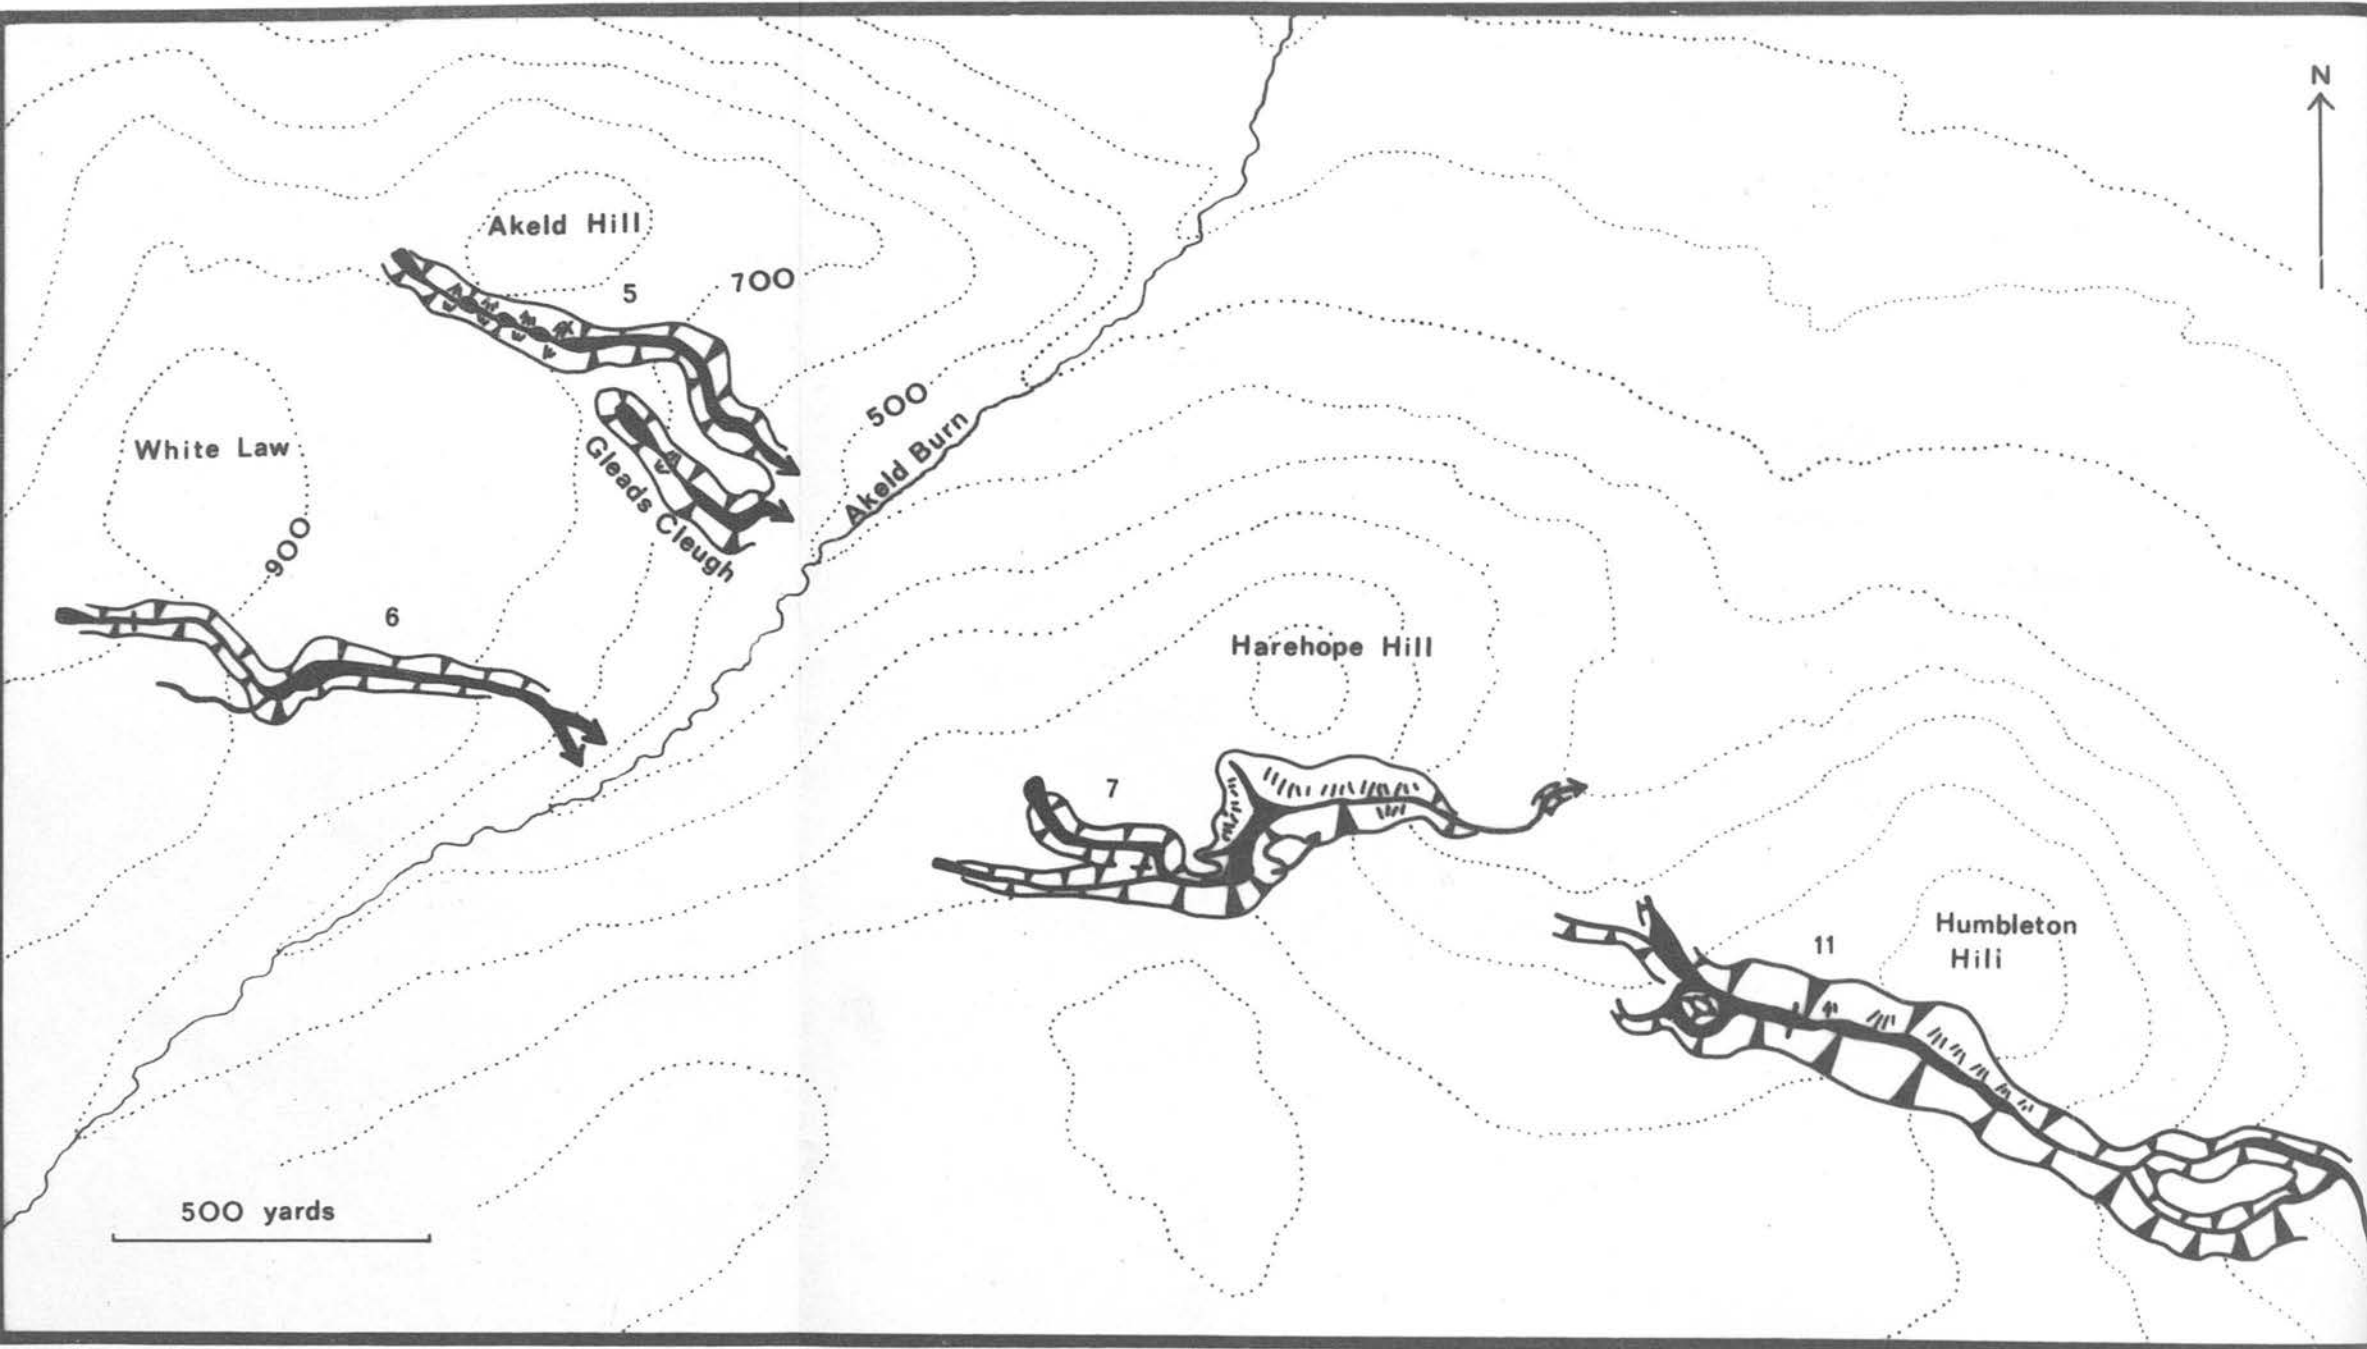 N
Akeld Hill
5
700
500
Akeld Burn
White Law
Gleads Cleugh
900
6
Harehope Hill
7
Humbleton
Hill
11
500 yards